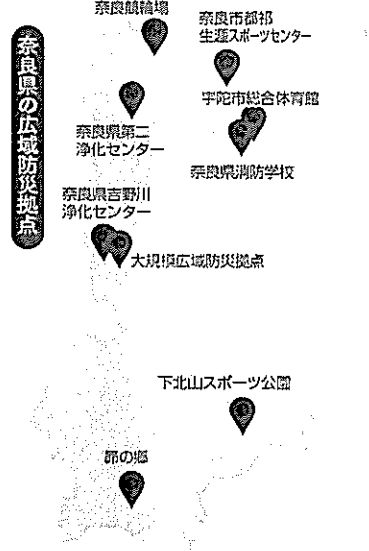 奈良県の広域防災拠点
奈良競輪場
奈良市都祁
生涯スポーツセンター
宇陀市総合体育館
奈良県第二
浄化センター
奈良県消防学校
奈良県吉野川
浄化センター
大規模広域防災拠点
下北山スポーツ公園
昴の郷